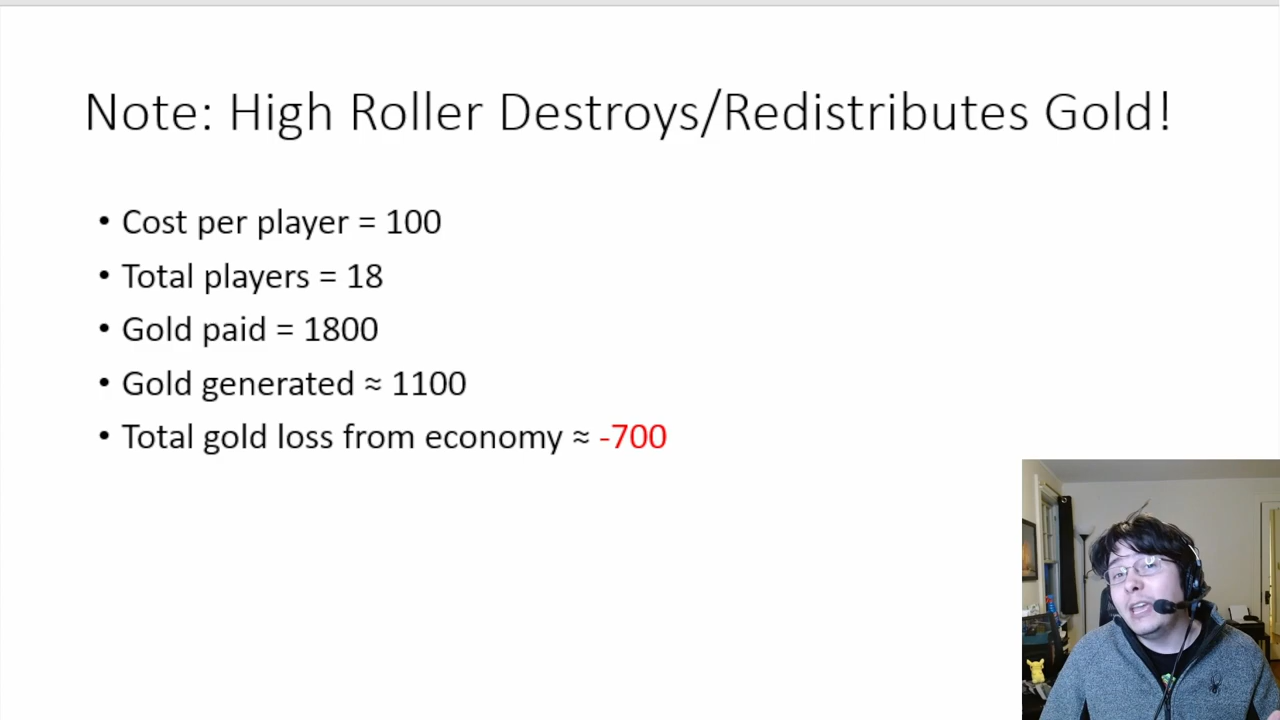 Note: High Roller Destroys/Redistributes Gold!
• Cost per player = 100
• Total players = 18
• Gold paid = 1800
• Gold generated ≈ 1100
• Total gold loss from economy ≈ -700